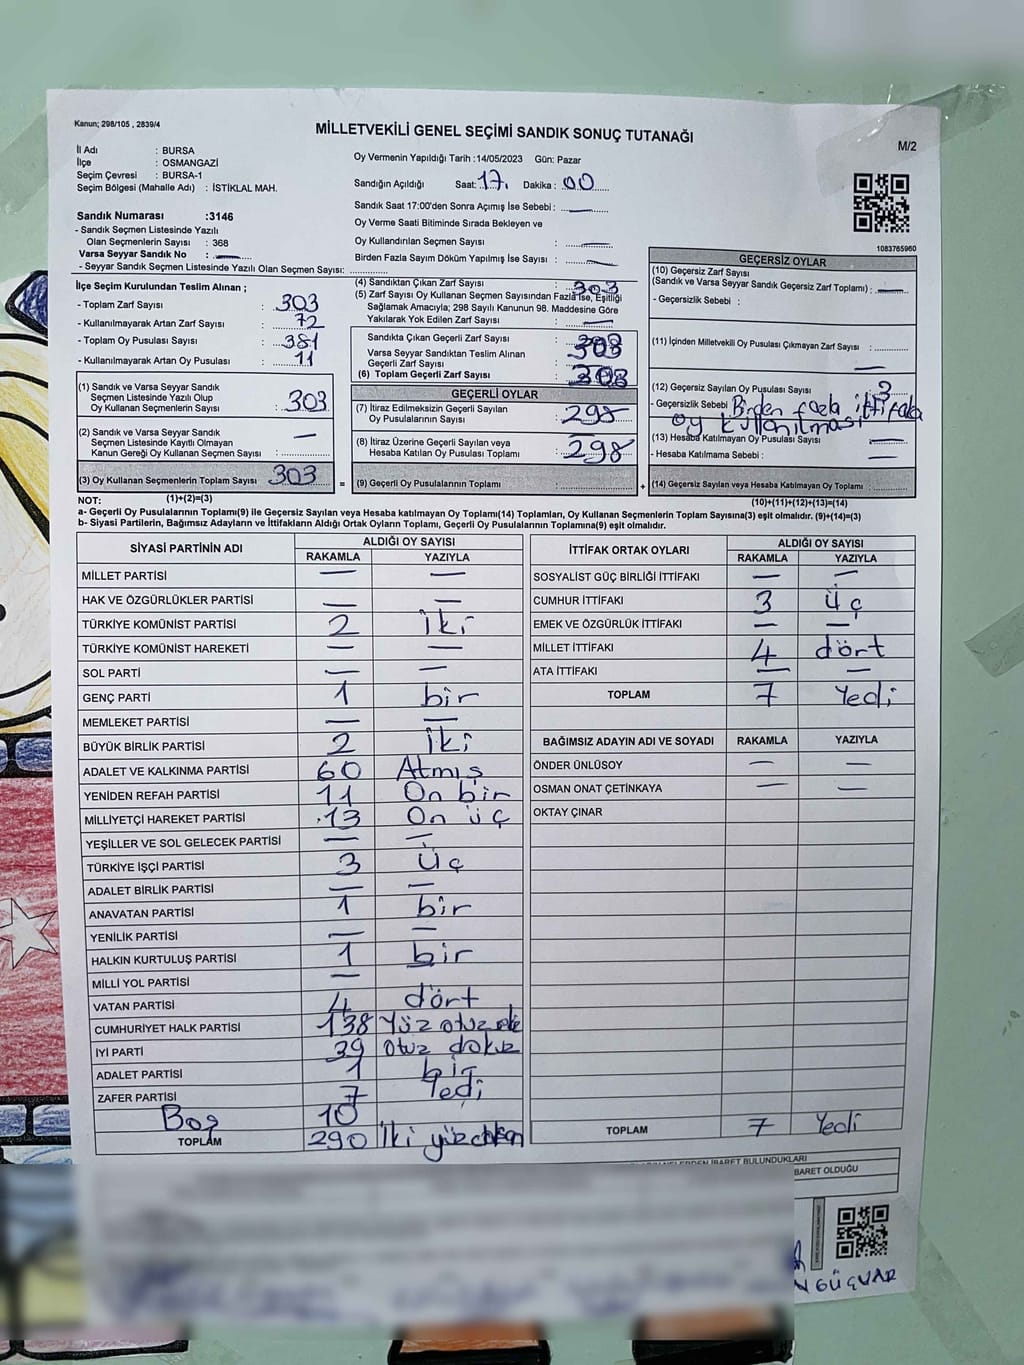 Kanun; 298/105 , 2839/4
MİLLETVEKİLİ GENEL SEÇİMİ SANDIK SONUÇ TUTANAĞI
M/2
İl Adı : BURSA
İlçe : OSMANGAZİ
Seçim Çevresi : BURSA-1
Seçim Bölgesi (Mahalle Adı) : İSTİKLAL MAH.
Sandık Numarası :3146
- Sandık Seçmen Listesinde Yazılı
Olan Seçmenlerin Sayısı : 368
Varsa Seyyar Sandık No : —
- Seyyar Sandık Seçmen Listesinde Yazılı Olan Seçmen Sayısı:
Oy Vermenin Yapıldığı Tarih :14/05/2023 Gün: Pazar
Sandığın Açıldığı Saat: 17. Dakika: 00
Sandık Saat 17:00'den Sonra Açımış İse Sebebi : —
Oy Verme Saati Bitiminde Sırada Bekleyen ve
Oy Kullandırılan Seçmen Sayısı : —
Birden Fazla Sayım Döküm Yapılmış İse Sayısı : —
1083765960
İlçe Seçim Kurulundan Teslim Alınan ;
- Toplam Zarf Sayısı : 303
- Kullanılmayarak Artan Zarf Sayısı : 72
- Toplam Oy Pusulası Sayısı : 381
- Kullanılmayarak Artan Oy Pusulası : 11
(1) Sandık ve Varsa Seyyar Sandık
Seçmen Listesinde Yazılı Olup
Oy Kullanan Seçmenlerin Sayısı : 303
(2) Sandık ve Varsa Seyyar Sandık
Seçmen Listesinde Kayıtlı Olmayan
Kanun Gereği Oy Kullanan Seçmen Sayısı : —
(3) Oy Kullanan Seçmenlerin Toplam Sayısı 303
(4) Sandıktan Çıkan Zarf Sayısı : 303
(5) Zarf Sayısı Oy Kullanan Seçmen Sayısından Fazla İse, Eşitliği
Sağlamak Amacıyla; 298 Sayılı Kanunun 98. Maddesine Göre
Yakılarak Yok Edilen Zarf Sayısı : —
Sandıkta Çıkan Geçerli Zarf Sayısı : 303
Varsa Seyyar Sandıktan Teslim Alınan
Geçerli Zarf Sayısı :
(6) Toplam Geçerli Zarf Sayısı : 303
GEÇERLİ OYLAR
(7) İtiraz Edilmeksizin Geçerli Sayılan
Oy Pusulalarının Sayısı : 298
(8) İtiraz Üzerine Geçerli Sayılan veya
Hesaba Katılan Oy Pusulası Toplamı : 298
(9) Geçerli Oy Pusulalarının Toplamı :
GEÇERSİZ OYLAR
(10) Geçersiz Zarf Sayısı
(Sandık ve Varsa Seyyar Sandık Geçersiz Zarf Toplamı) : —
- Geçersizlik Sebebi :
(11) İçinden Milletvekili Oy Pusulası Çıkmayan Zarf Sayısı : —
(12) Geçersiz Sayılan Oy Pusulası Sayısı : 3
- Geçersizlik Sebebi Birden fazla ittifaka
oy kullanılması
(13) Hesaba Katılmayan Oy Pusulası Sayısı : —
- Hesaba Katılmama Sebebi : —
(14) Geçersiz Sayılan veya Hesaba Katılmayan Oy Toplamı :
NOT: (1)+(2)=(3) (10)+(11)+(12)+(13)=(14)
a- Geçerli Oy Pusulalarının Toplamı(9) ile Geçersiz Sayılan veya Hesaba katılmayan Oy Toplamı(14) Toplamları, Oy Kullanan Seçmenlerin Toplam Sayısına(3) eşit olmalıdır. (9)+(14)=(3)
b- Siyasi Partilerin, Bağımsız Adayların ve İttifakların Aldığı Ortak Oyların Toplamı, Geçerli Oy Pusulalarının Toplamına(9) eşit olmalıdır.
SİYASİ PARTİNİN ADI ALDIĞI OY SAYISI
RAKAMLA YAZIYLA
MİLLET PARTİSİ — —
HAK VE ÖZGÜRLÜKLER PARTİSİ — —
TÜRKİYE KOMÜNİST PARTİSİ 2 iki
TÜRKİYE KOMÜNİST HAREKETİ — —
SOL PARTİ — —
GENÇ PARTİ 1 bir
MEMLEKET PARTİSİ — —
BÜYÜK BİRLİK PARTİSİ 2 iki
ADALET VE KALKINMA PARTİSİ 60 Atmış
YENİDEN REFAH PARTİSİ 11 On bir
MİLLİYETÇİ HAREKET PARTİSİ 13 On üç
YEŞİLLER VE SOL GELECEK PARTİSİ — —
TÜRKİYE İŞÇİ PARTİSİ 3 üç
ADALET BİRLİK PARTİSİ — —
ANAVATAN PARTİSİ 1 bir
YENİLİK PARTİSİ — —
HALKIN KURTULUŞ PARTİSİ 1 bir
MİLLİ YOL PARTİSİ —
VATAN PARTİSİ 4 dört
CUMHURİYET HALK PARTİSİ 138 Yüz otuz
İYİ PARTİ 39 Otuz dokuz
ADALET PARTİSİ 1 bir
ZAFER PARTİSİ 7 Yedi
Boş 10
TOPLAM 290 İki yüz
İTTİFAK ORTAK OYLARI ALDIĞI OY SAYISI
RAKAMLA YAZIYLA
SOSYALİST GÜÇ BİRLİĞİ İTTİFAKI — —
CUMHUR İTTİFAKI 3 üç
EMEK VE ÖZGÜRLÜK İTTİFAKI — —
MİLLET İTTİFAKI 4 dört
ATA İTTİFAKI — —
TOPLAM 7 Yedi
BAĞIMSIZ ADAYIN ADI VE SOYADI RAKAMLA YAZIYLA
ÖNDER ÜNLÜSOY — —
OSMAN ONAT ÇETİNKAYA — —
OKTAY ÇINAR
TOPLAM 7 Yedi
İBARET BULUNDUKLARI
BARET OLDUĞU
GÜÇVAR